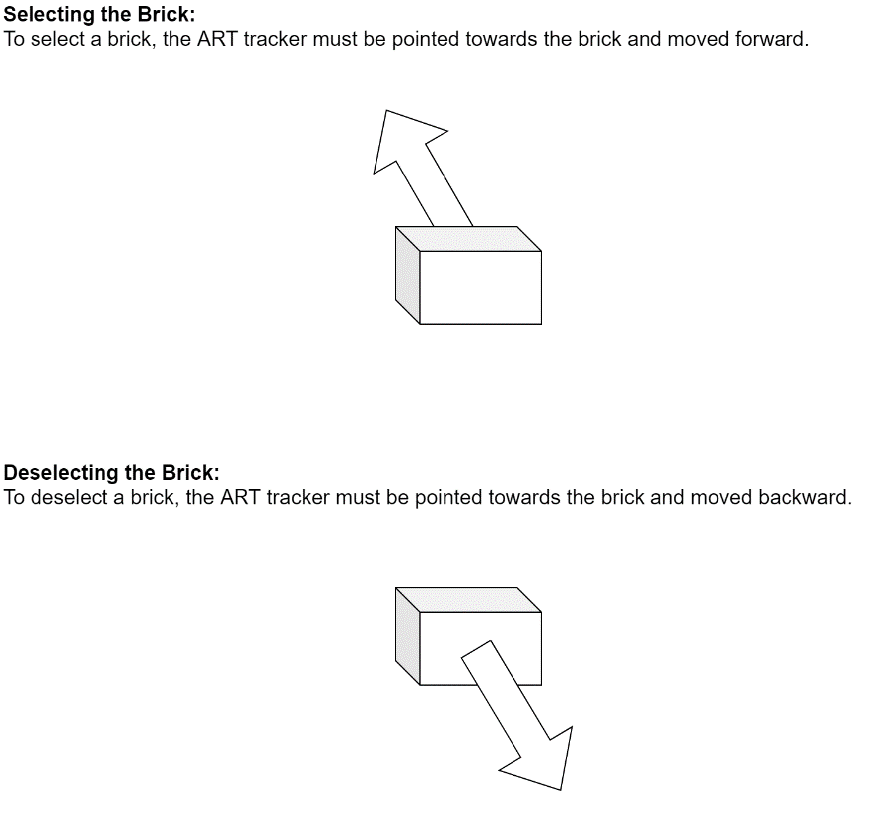 Selecting the Brick:
To select a brick, the ART tracker must be pointed towards the brick and moved forward.
Deselecting the Brick:
To deselect a brick, the ART tracker must be pointed towards the brick and moved backward.